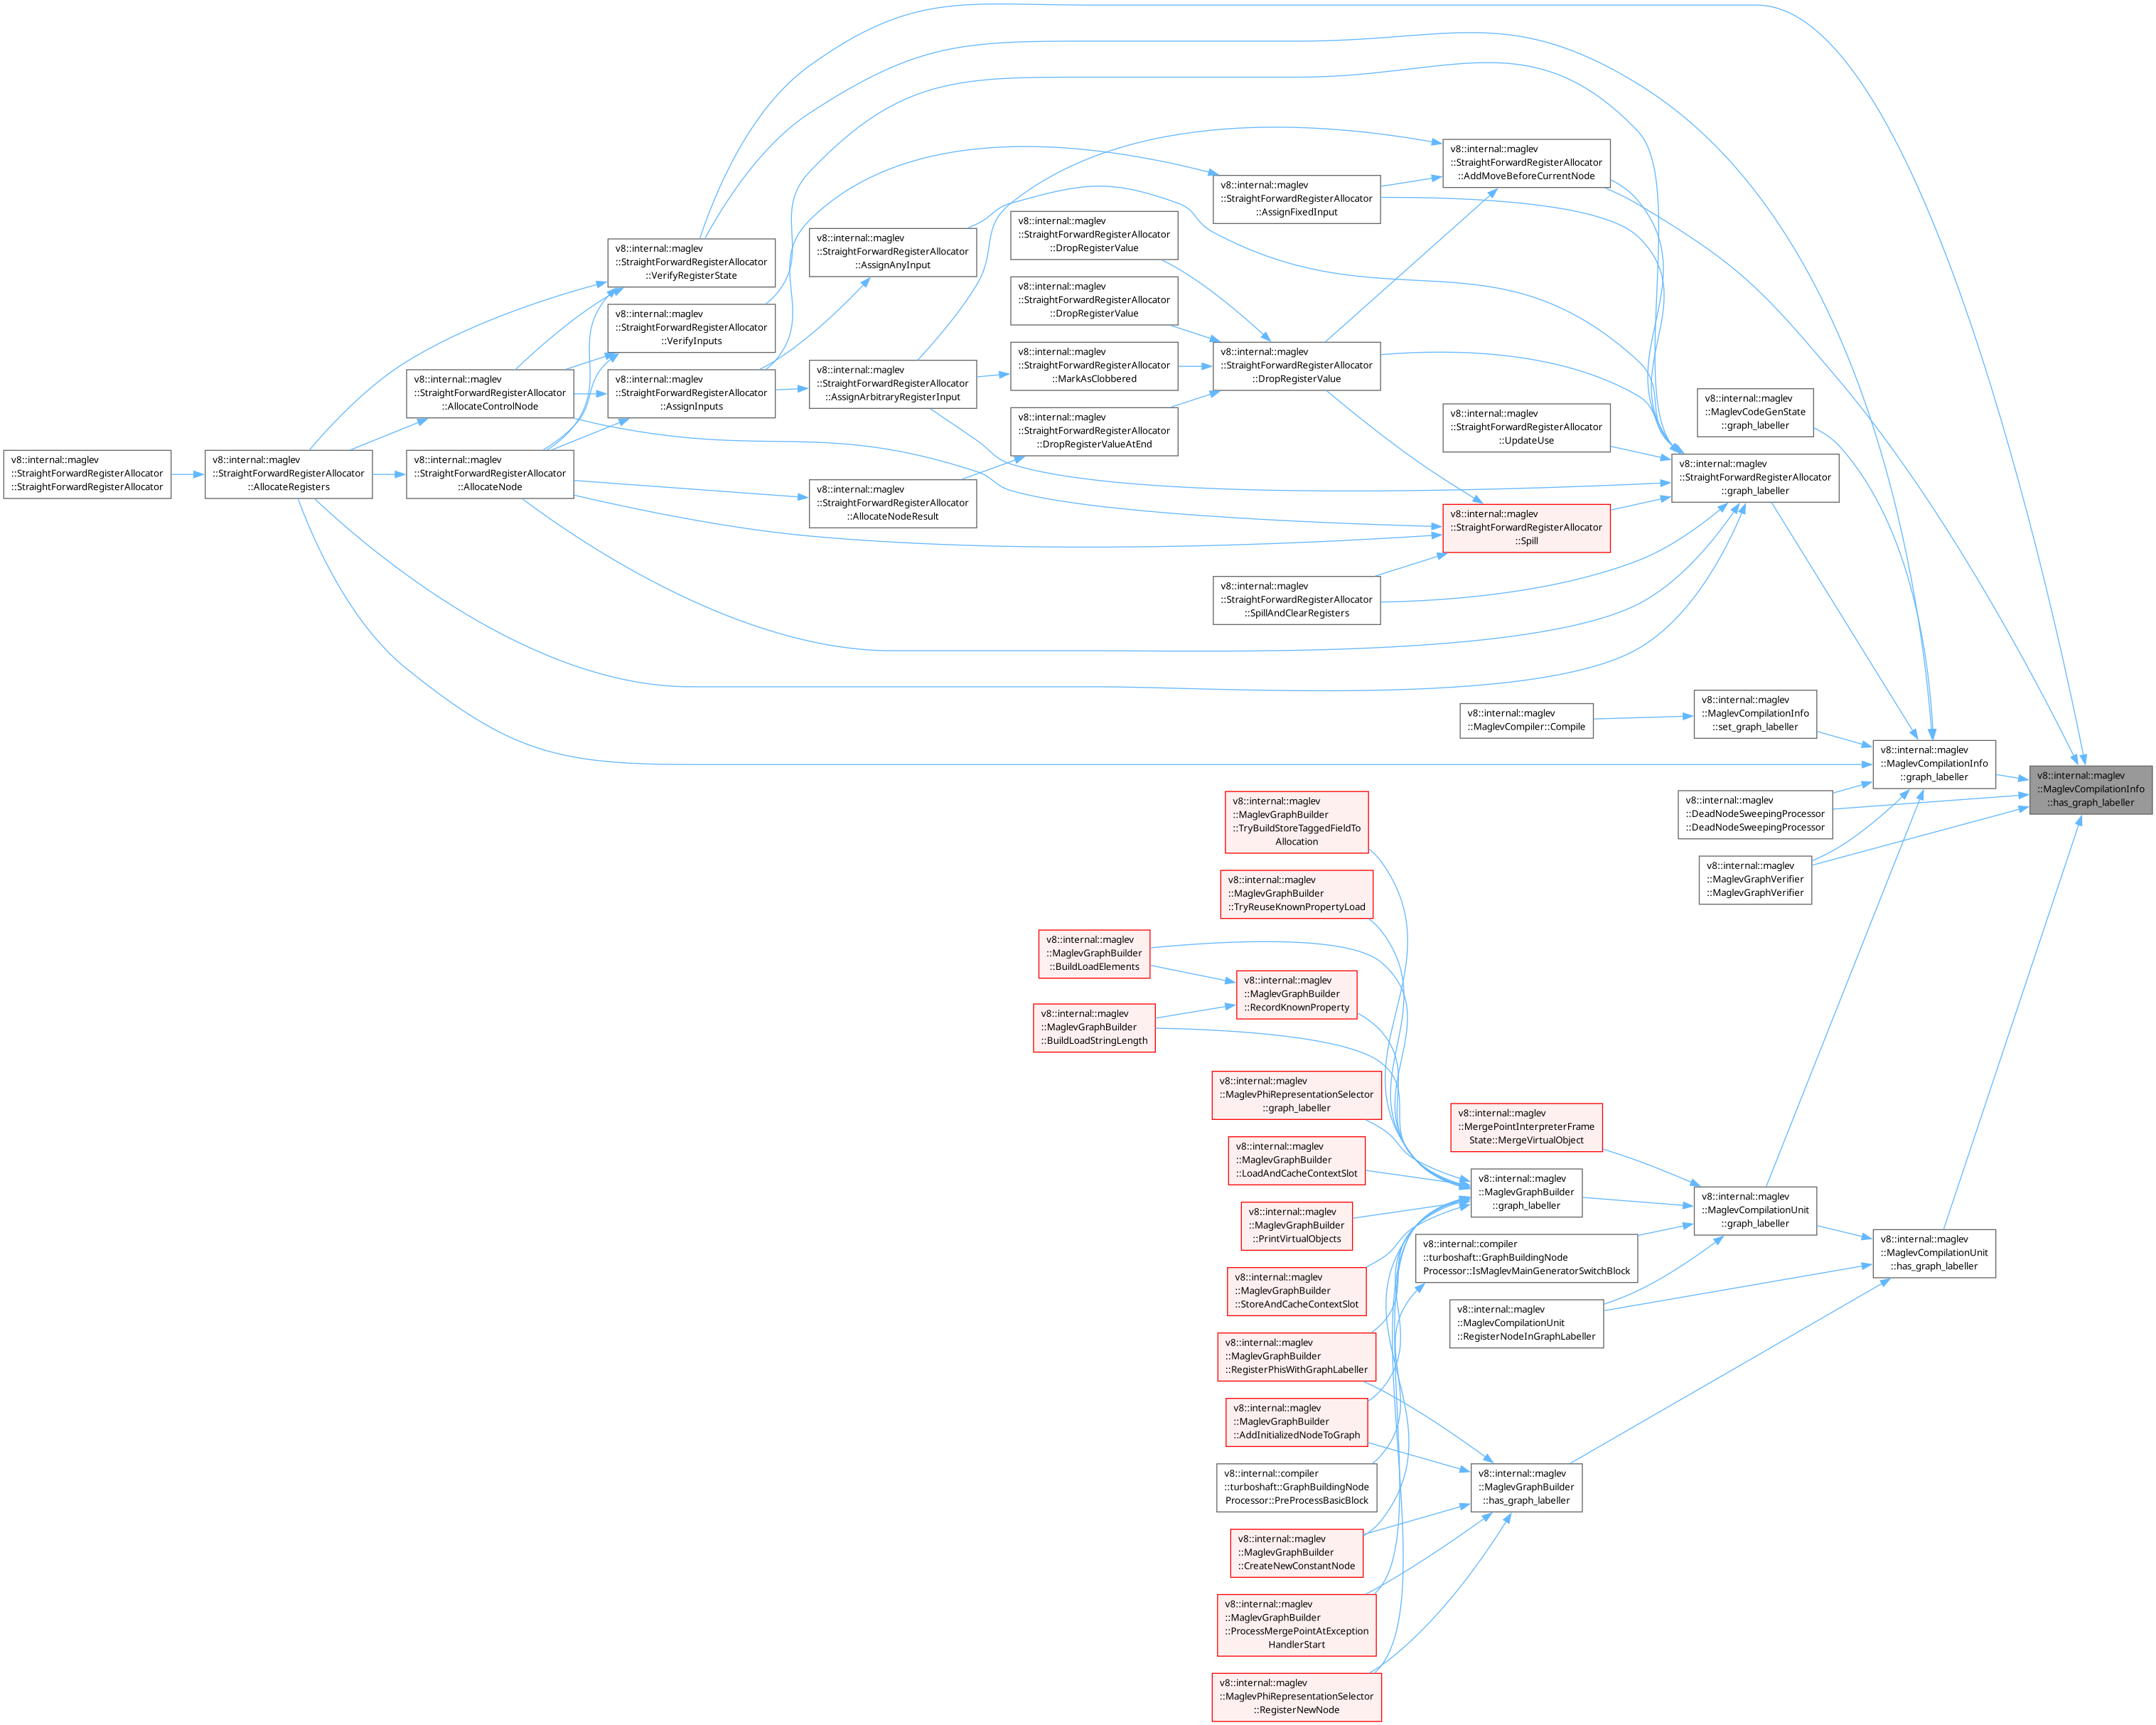 v8::internal::maglev
::StraightForwardRegisterAllocator
::AddMoveBeforeCurrentNode
v8::internal::maglev
::StraightForwardRegisterAllocator
::AssignFixedInput
v8::internal::maglev
::StraightForwardRegisterAllocator
::DropRegisterValue
v8::internal::maglev
::StraightForwardRegisterAllocator
::AssignAnyInput
v8::internal::maglev
::StraightForwardRegisterAllocator
::VerifyRegisterState
v8::internal::maglev
::StraightForwardRegisterAllocator
::DropRegisterValue
v8::internal::maglev
::StraightForwardRegisterAllocator
::VerifyInputs
v8::internal::maglev
::StraightForwardRegisterAllocator
::MarkAsClobbered
v8::internal::maglev
::StraightForwardRegisterAllocator
::DropRegisterValue
v8::internal::maglev
::StraightForwardRegisterAllocator
::AssignArbitraryRegisterInput
v8::internal::maglev
::StraightForwardRegisterAllocator
::AllocateControlNode
v8::internal::maglev
::StraightForwardRegisterAllocator
::AssignInputs
v8::internal::maglev
::MaglevCodeGenState
::graph_labeller
v8::internal::maglev
::StraightForwardRegisterAllocator
::DropRegisterValueAtEnd
v8::internal::maglev
::StraightForwardRegisterAllocator
::UpdateUse
v8::internal::maglev
::StraightForwardRegisterAllocator
::StraightForwardRegisterAllocator
v8::internal::maglev
::StraightForwardRegisterAllocator
::AllocateRegisters
v8::internal::maglev
::StraightForwardRegisterAllocator
::AllocateNode
v8::internal::maglev
::StraightForwardRegisterAllocator
::graph_labeller
v8::internal::maglev
::StraightForwardRegisterAllocator
::AllocateNodeResult
v8::internal::maglev
::StraightForwardRegisterAllocator
::Spill
v8::internal::maglev
::StraightForwardRegisterAllocator
::SpillAndClearRegisters
v8::internal::maglev
::MaglevCompiler::Compile
v8::internal::maglev
::MaglevCompilationInfo
::set_graph_labeller
v8::internal::maglev
::MaglevCompilationInfo
::graph_labeller
v8::internal::maglev
::MaglevCompilationInfo
::has_graph_labeller
v8::internal::maglev
::DeadNodeSweepingProcessor
::DeadNodeSweepingProcessor
v8::internal::maglev
::MaglevGraphVerifier
::MaglevGraphVerifier
v8::internal::maglev
::MaglevGraphBuilder
::TryBuildStoreTaggedFieldTo
Allocation
v8::internal::maglev
::MaglevGraphBuilder
::TryReuseKnownPropertyLoad
v8::internal::maglev
::MaglevGraphBuilder
::BuildLoadElements
v8::internal::maglev
::MaglevGraphBuilder
::RecordKnownProperty
v8::internal::maglev
::MaglevGraphBuilder
::BuildLoadStringLength
v8::internal::maglev
::MaglevPhiRepresentationSelector
::graph_labeller
v8::internal::maglev
::MergePointInterpreterFrame
State::MergeVirtualObject
v8::internal::maglev
::MaglevGraphBuilder
::LoadAndCacheContextSlot
v8::internal::maglev
::MaglevGraphBuilder
::graph_labeller
v8::internal::maglev
::MaglevCompilationUnit
::graph_labeller
v8::internal::maglev
::MaglevGraphBuilder
::PrintVirtualObjects
v8::internal::compiler
::turboshaft::GraphBuildingNode
Processor::IsMaglevMainGeneratorSwitchBlock
v8::internal::maglev
::MaglevCompilationUnit
::has_graph_labeller
v8::internal::maglev
::MaglevGraphBuilder
::StoreAndCacheContextSlot
v8::internal::maglev
::MaglevCompilationUnit
::RegisterNodeInGraphLabeller
v8::internal::maglev
::MaglevGraphBuilder
::RegisterPhisWithGraphLabeller
v8::internal::maglev
::MaglevGraphBuilder
::AddInitializedNodeToGraph
v8::internal::compiler
::turboshaft::GraphBuildingNode
Processor::PreProcessBasicBlock
v8::internal::maglev
::MaglevGraphBuilder
::has_graph_labeller
v8::internal::maglev
::MaglevGraphBuilder
::CreateNewConstantNode
v8::internal::maglev
::MaglevGraphBuilder
::ProcessMergePointAtException
HandlerStart
v8::internal::maglev
::MaglevPhiRepresentationSelector
::RegisterNewNode